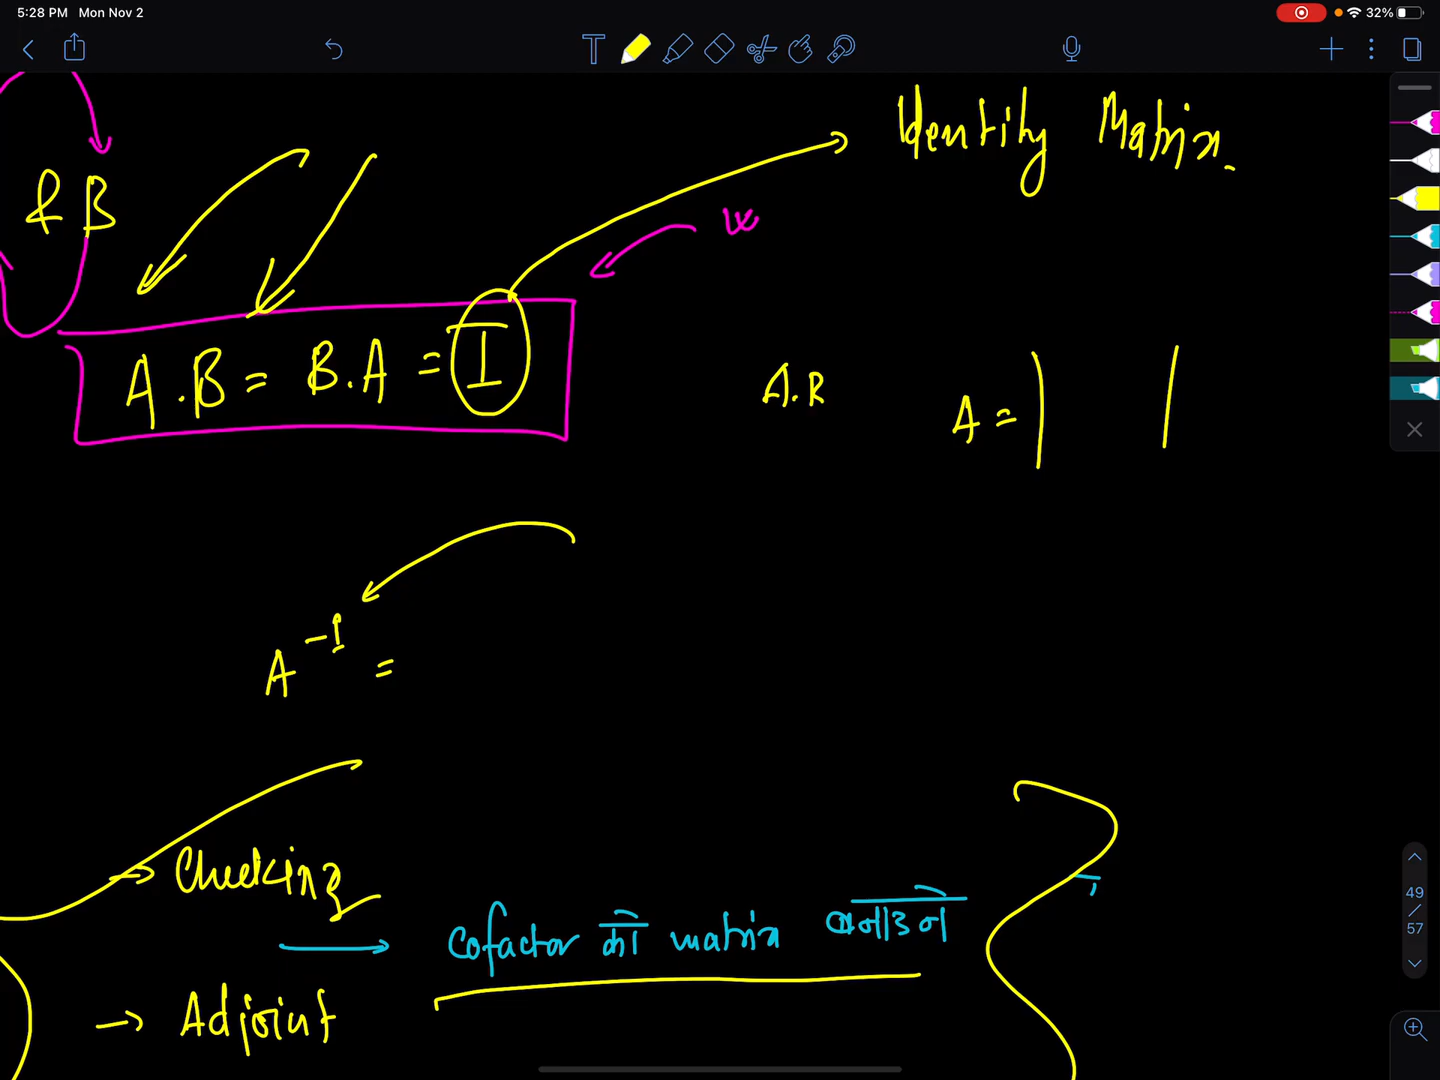 5:28 PM Mon Nov 2
32%
Identity Matrix.
& B
A.B = B.A = I
A.R
A =
A⁻¹ =
→ Checking
cofactor का matrix
→ Adjoint
49
/
57